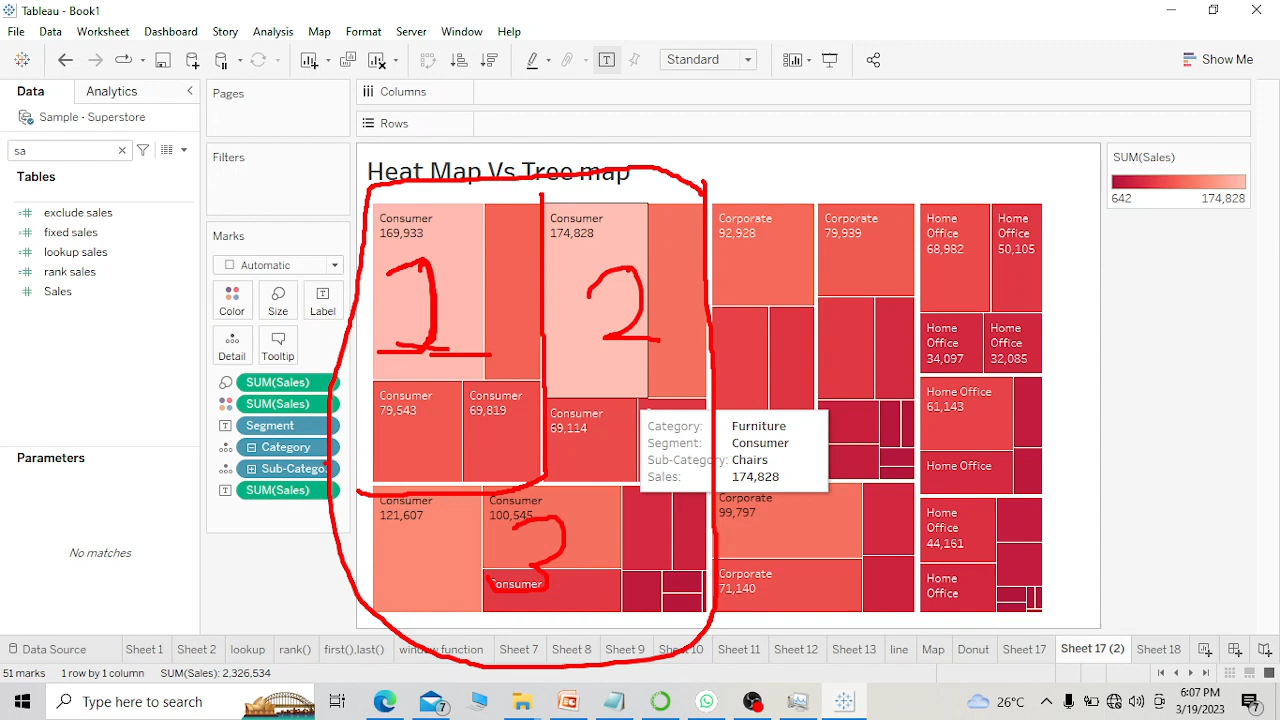 Tableau - Book1
File Data Worksheet Dashboard Story Analysis Map Format Server Window Help
Standard
Show Me
Data Analytics
Sample - Superstore
sa
Tables
exclude sales
fixed sales
lookup sales
rank sales
Sales
Parameters
No matches
Pages
Filters
Marks
Automatic
Color Size Label
Detail Tooltip
SUM(Sales)
SUM(Sales)
Segment
Category
Sub-Catego
SUM(Sales)
Columns
Rows
Heat Map Vs Tree map
Consumer
169,933
Consumer
174,828
1
2
Consumer
79,543
Consumer
69,819
Consumer
69,114
Consumer
121,607
Consumer
100,545
3
Consumer
Category: Furniture
Segment: Consumer
Sub-Category: Chairs
Sales: 174,828
Corporate
92,928
Corporate
79,939
Corporate
99,797
Corporate
71,140
Home
Office
68,982
Home
Office
50,105
Home
Office
34,097
Home
Office
32,085
Home Office
61,143
Home Office
Home
Office
44,161
Home
Office
SUM(Sales)
642 174,828
Data Source Sheet 1 Sheet 2 lookup rank() first(),last() window function Sheet 7 Sheet 8 Sheet 9 Sheet 10 Sheet 11 Sheet 12 Sheet 13 line Map Donut Sheet 17 Sheet 17 (2) Sheet 18
51 marks 1 row by 1 column SUM(Sales): 2,326,534
Type here to search
7
26°C
6:07 PM
3/19/2023
7